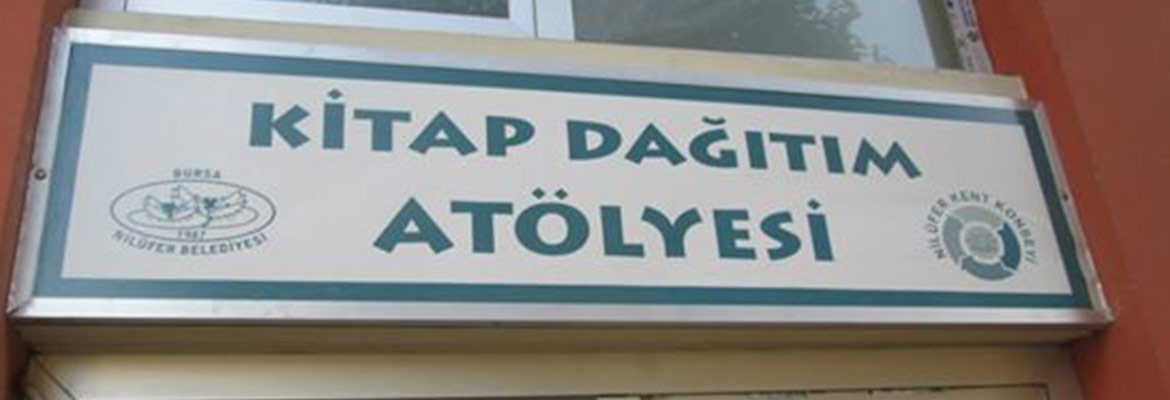 KİTAP DAĞITIM
ATÖLYESİ
BURSA
1987
NİLÜFER BELEDİYESİ
NİLÜFER KENT KONSEYİ